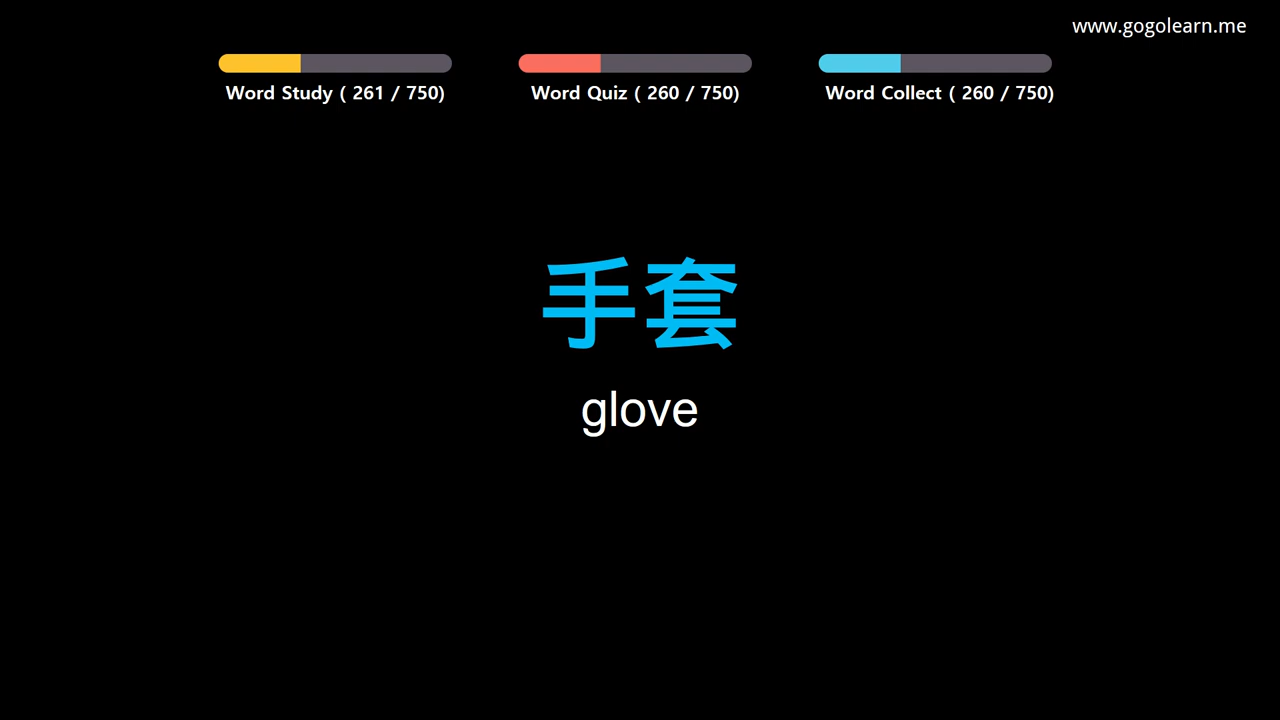 www.gogolearn.me
Word Study ( 261 / 750)
Word Quiz ( 260 / 750)
Word Collect ( 260 / 750)
手套
glove